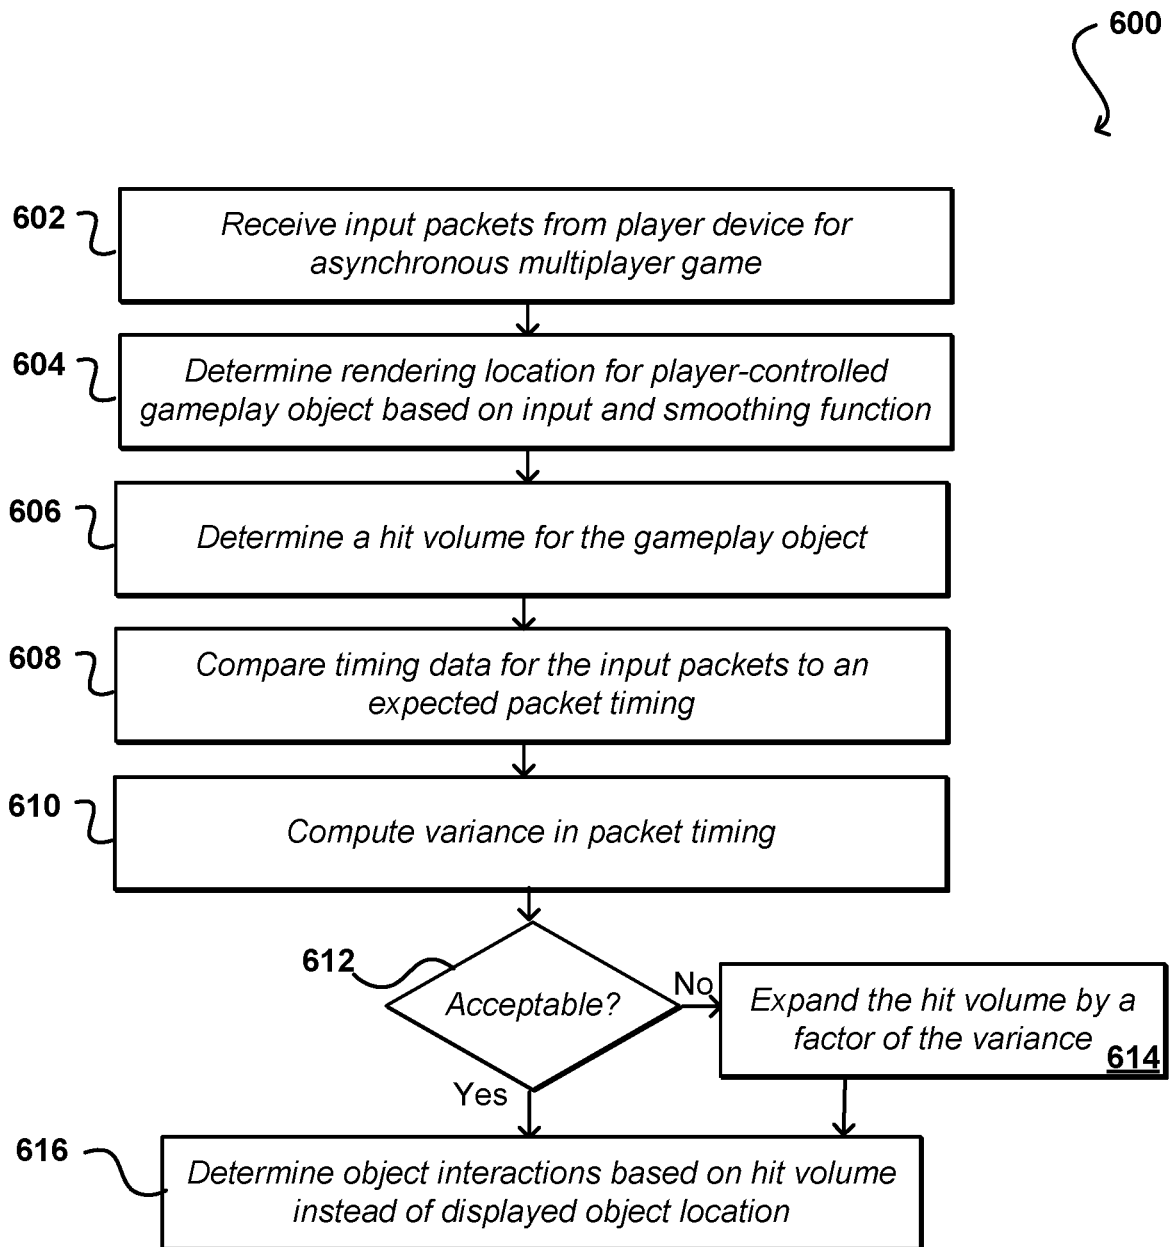 600
602
Receive input packets from player device for
asynchronous multiplayer game
604
Determine rendering location for player-controlled
gameplay object based on input and smoothing function
606
Determine a hit volume for the gameplay object
608
Compare timing data for the input packets to an
expected packet timing
610
Compute variance in packet timing
612
Acceptable?
No
Expand the hit volume by a
factor of the variance
614
Yes
616
Determine object interactions based on hit volume
instead of displayed object location